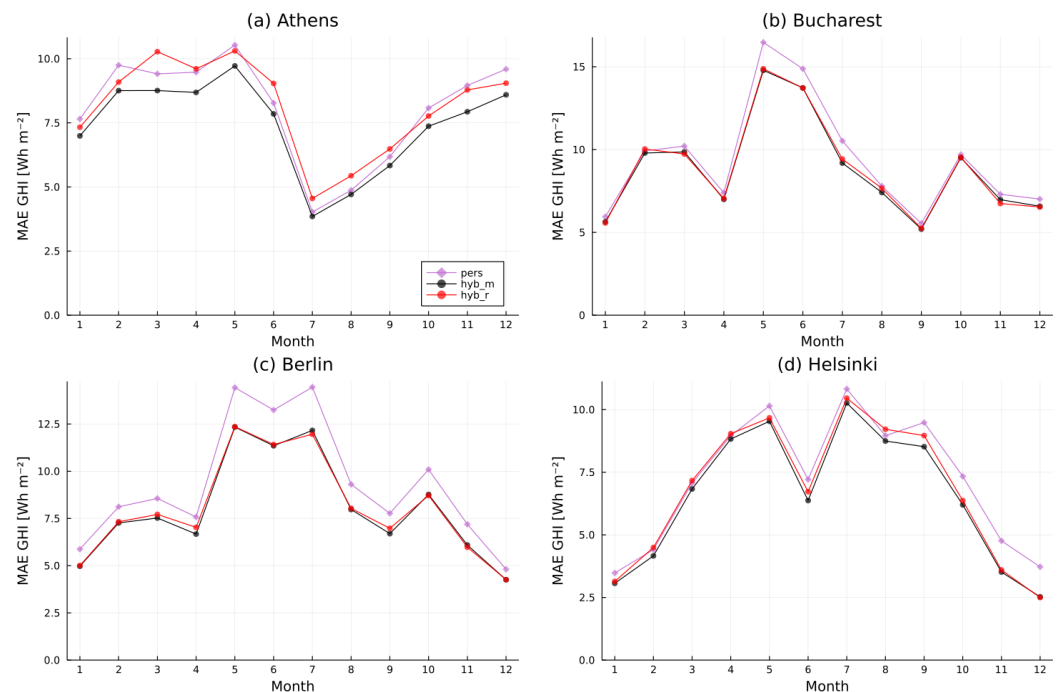 (a) Athens
MAE GHI [Wh m⁻²]
10.0
7.5
5.0
2.5
0.0
1 2 3 4 5 6 7 8 9 10 11 12
Month
pers
hyb_m
hyb_r
(b) Bucharest
MAE GHI [Wh m⁻²]
15
10
5
0
1 2 3 4 5 6 7 8 9 10 11 12
Month
(c) Berlin
MAE GHI [Wh m⁻²]
12.5
10.0
7.5
5.0
2.5
0.0
1 2 3 4 5 6 7 8 9 10 11 12
Month
(d) Helsinki
MAE GHI [Wh m⁻²]
10.0
7.5
5.0
2.5
0.0
1 2 3 4 5 6 7 8 9 10 11 12
Month